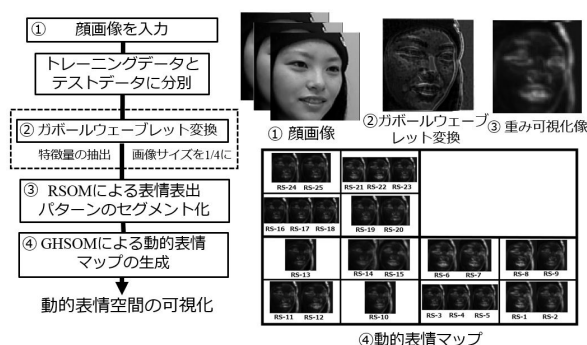 ① 顔画像を入力
トレーニングデータと
テストデータに分別
② ガボールウェーブレット変換
特徴量の抽出 画像サイズを1/4に
③ RSOMによる表情表出
パターンのセグメント化
④ GHSOMによる動的表情
マップの生成
動的表情空間の可視化
① 顔画像
②ガボールウェーブ
レット変換
③ 重み可視化像
RS-24 RS-25
RS-21 RS-22 RS-23
RS-16 RS-17 RS-18
RS-19 RS-20
RS-13
RS-14 RS-15
RS-6 RS-7
RS-8 RS-9
RS-11 RS-12
RS-10
RS-3 RS-4 RS-5
RS-1 RS-2
④動的表情マップ